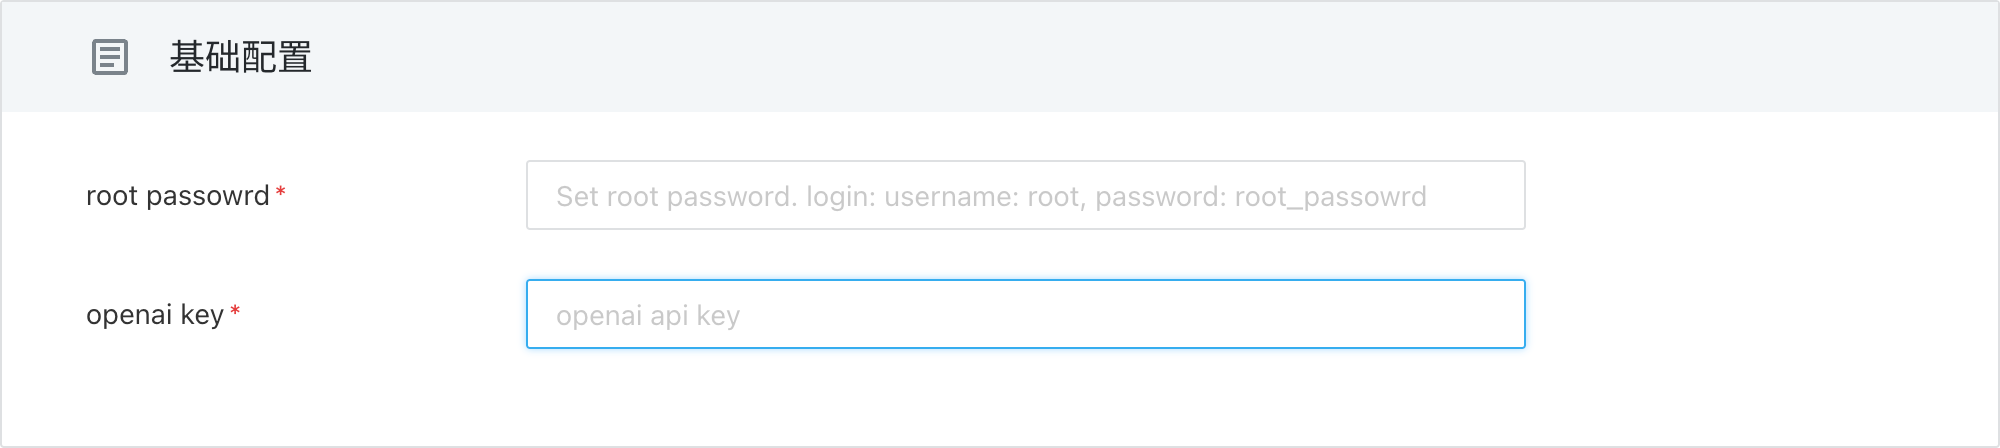 基础配置
root passowrd*
Set root password. login: username: root, password: root_passowrd
openai key*
openai api key